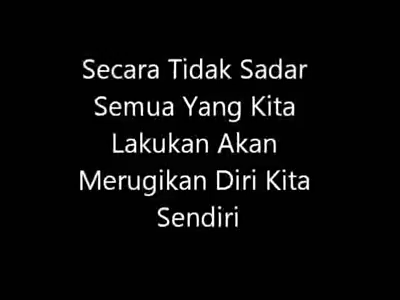 Secara Tidak Sadar
Semua Yang Kita
Lakukan Akan
Merugikan Diri Kita
Sendiri